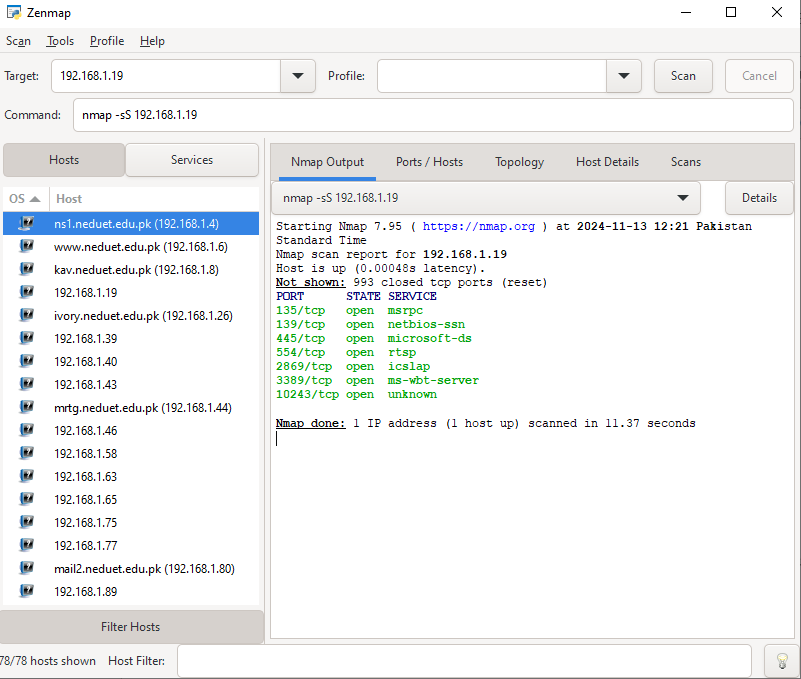 Zenmap
Scan Tools Profile Help
Target: 192.168.1.19 Profile: Scan Cancel
Command: nmap -sS 192.168.1.19
Hosts Services
Nmap Output Ports / Hosts Topology Host Details Scans
OS Host
nmap -sS 192.168.1.19 Details
ns1.neduet.edu.pk (192.168.1.4)
www.neduet.edu.pk (192.168.1.6)
kav.neduet.edu.pk (192.168.1.8)
192.168.1.19
ivory.neduet.edu.pk (192.168.1.26)
192.168.1.39
192.168.1.40
192.168.1.43
mrtg.neduet.edu.pk (192.168.1.44)
192.168.1.46
192.168.1.58
192.168.1.63
192.168.1.65
192.168.1.75
192.168.1.77
mail2.neduet.edu.pk (192.168.1.80)
192.168.1.89
Filter Hosts
Starting Nmap 7.95 ( https://nmap.org ) at 2024-11-13 12:21 Pakistan
Standard Time
Nmap scan report for 192.168.1.19
Host is up (0.00048s latency).
Not shown: 993 closed tcp ports (reset)
PORT STATE SERVICE
135/tcp open msrpc
139/tcp open netbios-ssn
445/tcp open microsoft-ds
554/tcp open rtsp
2869/tcp open icslap
3389/tcp open ms-wbt-server
10243/tcp open unknown
Nmap done: 1 IP address (1 host up) scanned in 11.37 seconds
78/78 hosts shown Host Filter: